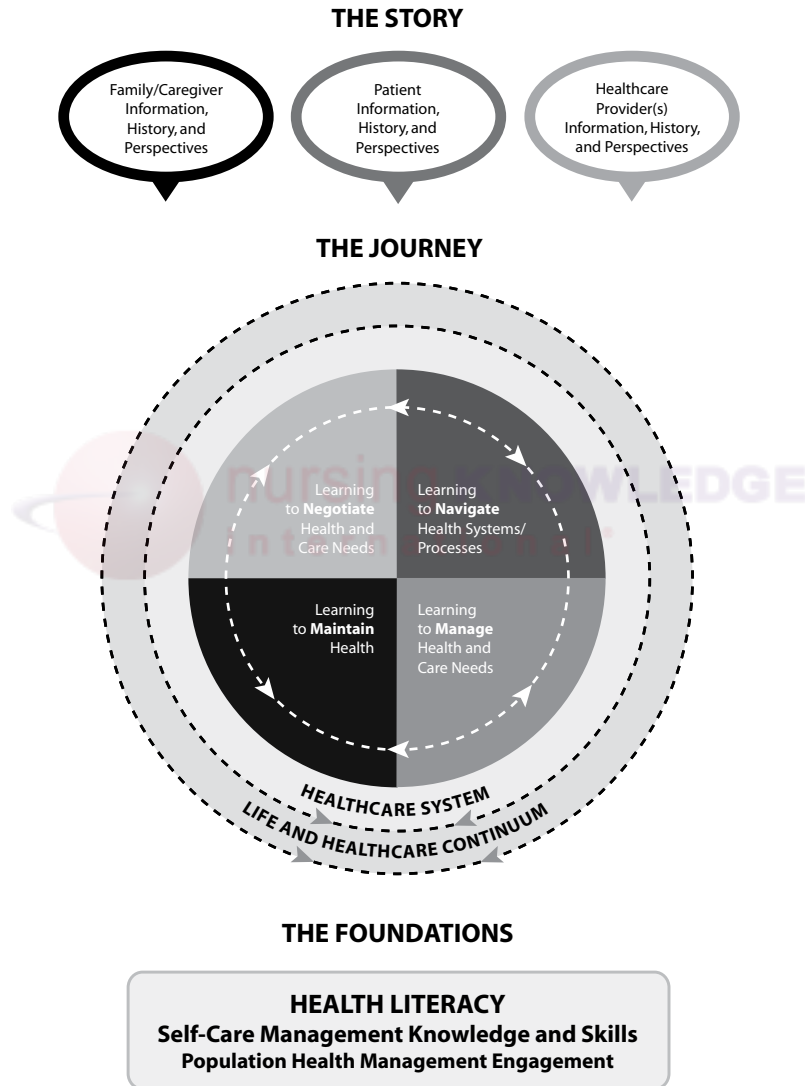 THE STORY
Family/Caregiver
Information,
History, and
Perspectives
Patient
Information,
History, and
Perspectives
Healthcare
Provider(s)
Information, History,
and Perspectives
THE JOURNEY
nursing KNOWLEDGE
International
Learning
to Negotiate
Health and
Care Needs
Learning
to Navigate
Health Systems/
Processes
Learning
to Maintain
Health
Learning
to Manage
Health and
Care Needs
HEALTHCARE SYSTEM
LIFE AND HEALTHCARE CONTINUUM
THE FOUNDATIONS
HEALTH LITERACY
Self-Care Management Knowledge and Skills
Population Health Management Engagement